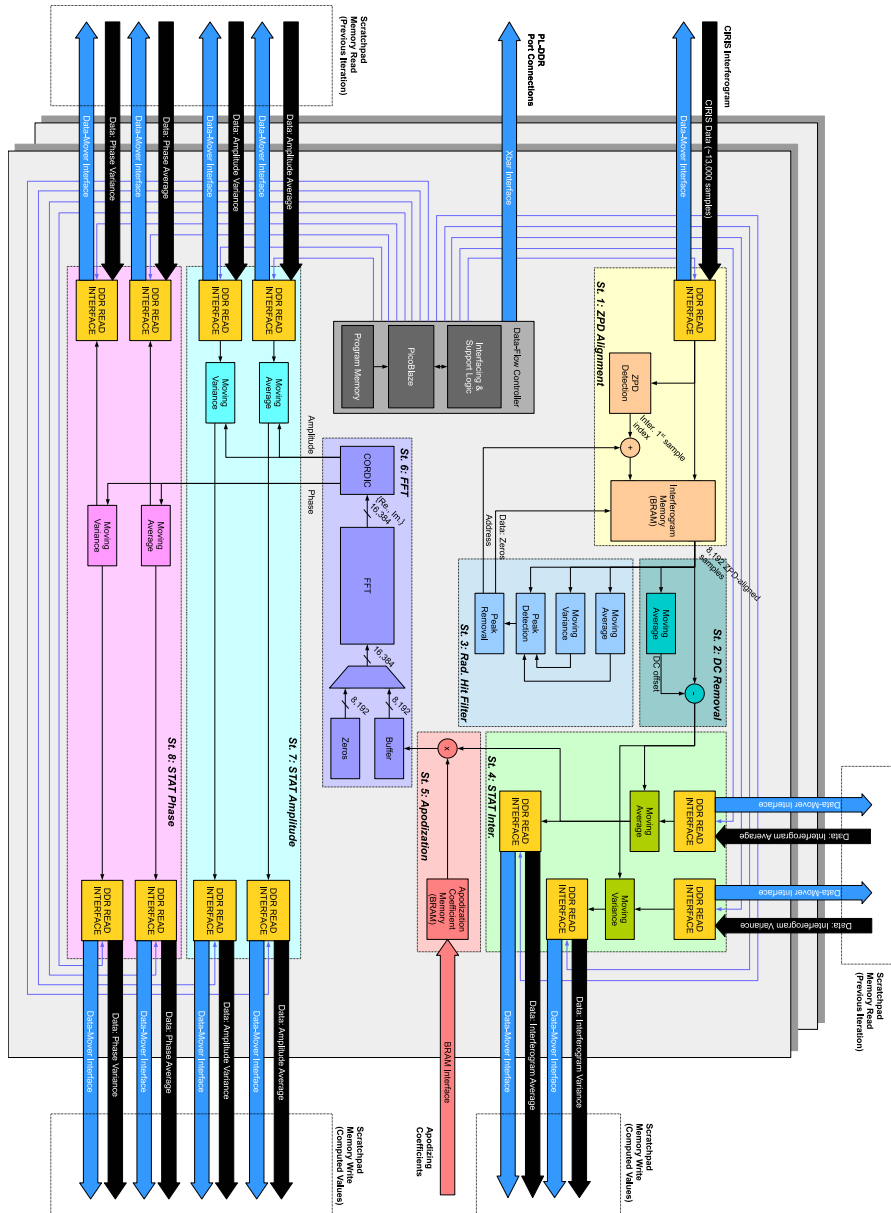 CIRIS Interferogram
CIRIS Data (~13,000 samples)
Data-Mover Interface
PL-DDR
Port Connections
Xbar Interface
Scratchpad
Memory Read
(Previous Iteration)
Data: Amplitude Average
Data-Mover Interface
Data: Amplitude Variance
Data-Mover Interface
Data: Phase Average
Data-Mover Interface
Data: Phase Variance
Data-Mover Interface
St. 1: ZPD Alignment
DDR READ
INTERFACE
ZPD
Detection
Inter. 1st sample
index
+
Interferogram
Memory
(BRAM)
8,192 ZPD-aligned
samples
St. 2: DC Removal
Moving
Average
DC offset
-
St. 3: Rad. Hit Filter
Moving
Average
Moving
Variance
Peak
Detection
Peak
Removal
Data: Zeros
Address
Scratchpad
Memory Read
(Previous Iteration)
Data-Mover Interface
Data: Interferogram Average
Data-Mover Interface
Data: Interferogram Variance
St. 4: STAT Inter.
DDR READ
INTERFACE
DDR READ
INTERFACE
Moving
Average
Moving
Variance
DDR READ
INTERFACE
DDR READ
INTERFACE
Data: Interferogram Variance
Data-Mover Interface
Data: Interferogram Average
Data-Mover Interface
Scratchpad
Memory Write
(Computed Values)
St. 5: Apodization
x
Apodization
Coefficient
Memory
(BRAM)
BRAM Interface
Apodizing
Coefficients
Data-Flow Controller
Interfacing &
Support Logic
PicoBlaze
Program Memory
St. 6: FFT
CORDIC
{Re., Im.}
16,384
FFT
16,384
8,192
8,192
Buffer
Zeros
Amplitude
Phase
St. 7: STAT Amplitude
DDR READ
INTERFACE
DDR READ
INTERFACE
Moving
Average
Moving
Variance
DDR READ
INTERFACE
DDR READ
INTERFACE
St. 8: STAT Phase
DDR READ
INTERFACE
DDR READ
INTERFACE
Moving
Average
Moving
Variance
DDR READ
INTERFACE
DDR READ
INTERFACE
Data: Amplitude Average
Data-Mover Interface
Data: Amplitude Variance
Data-Mover Interface
Data: Phase Average
Data-Mover Interface
Data: Phase Variance
Data-Mover Interface
Scratchpad
Memory Write
(Computed Values)